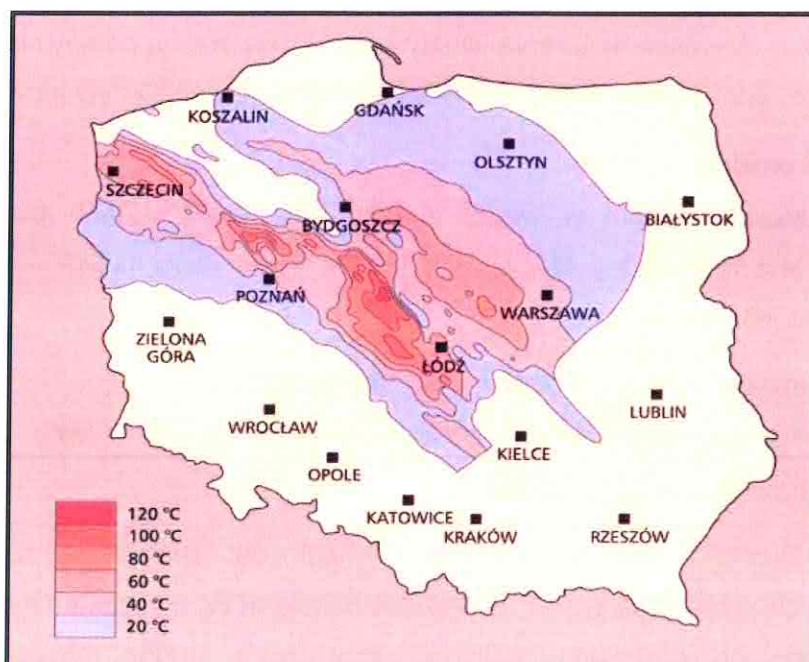 KOSZALIN
GDAŃSK
OLSZTYN
SZCZECIN
BIAŁYSTOK
BYDGOSZCZ
POZNAŃ
WARSZAWA
ZIELONA
GÓRA
ŁÓDŹ
LUBLIN
WROCŁAW
KIELCE
OPOLE
KATOWICE
KRAKÓW
RZESZÓW
120 °C
100 °C
80 °C
60 °C
40 °C
20 °C